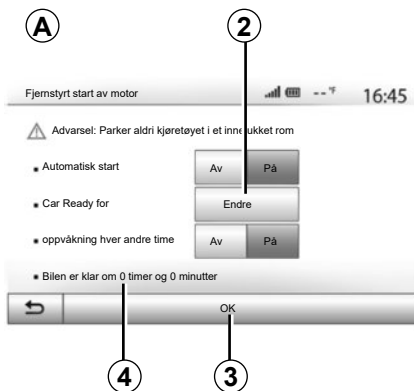 A
2
Fjernstyrt start av motor
--°F 16:45
Advarsel: Parker aldri kjøretøyet i et innelukket rom
Automatisk start Av På
Car Ready for Endre
oppvåkning hver andre time Av På
Bilen er klar om 0 timer og 0 minutter
OK
4 3